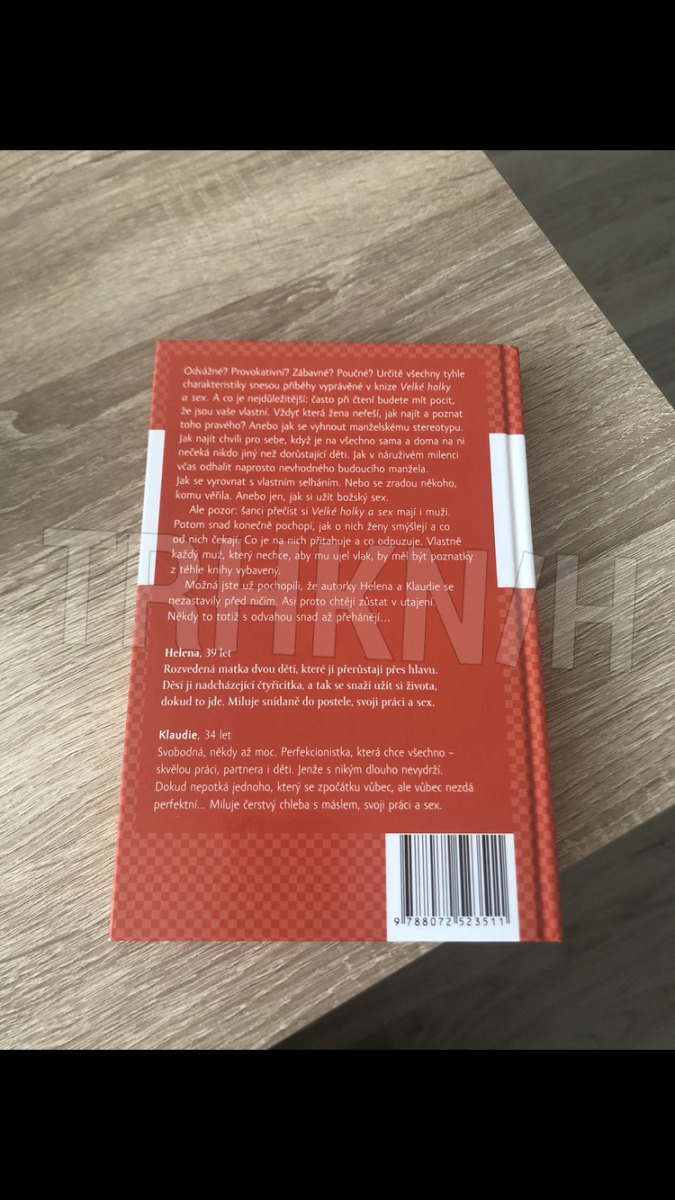 Odvážné? Provokativní? Zábavné? Poučné? Určitě všechny tyhle
charakteristiky snesou příběhy vyprávěné v knize Velké holky
a sex. A co je nejdůležitější: často při čtení budete mít pocit,
že jsou vaše vlastní. Vždyť která žena neřeší, jak najít a poznat
toho pravého? Anebo jak se vyhnout manželskému stereotypu.
Jak najít chvíli pro sebe, když je na všechno sama a doma na ni
nečeká nikdo jiný než dorůstající děti. Jak v náruživém milenci
včas odhalit naprosto nevhodného budoucího manžela.
Jak se vyrovnat s vlastním selháním. Nebo se zradou někoho,
komu věřila. Anebo jen, jak si užít božský sex.
Ale pozor: šanci přečíst si Velké holky a sex mají i muži.
Potom snad konečně pochopí, jak o nich ženy smýšlejí a co
od nich čekají. Co je na nich přitahuje a co odpuzuje. Vlastně
každý muž, který nechce, aby mu ujel vlak, by měl být poznatky
z téhle knihy vybavený.
Možná jste už pochopili, že autorky Helena a Klaudie se
nezastavily před ničím. Asi proto chtějí zůstat v utajení.
Někdy to totiž s odvahou snad až přehánějí...
Helena, 39 let
Rozvedená matka dvou dětí, které jí přerůstají přes hlavu.
Děsí ji nadcházející čtyřicítka, a tak se snaží užít si života,
dokud to jde. Miluje snídaně do postele, svoji práci a sex.
Klaudie, 34 let
Svobodná, někdy až moc. Perfekcionistka, která chce všechno –
skvělou práci, partnera i děti. Jenže s nikým dlouho nevydrží.
Dokud nepotká jednoho, který se zpočátku vůbec, ale vůbec nezdá
perfektní... Miluje čerstvý chleba s máslem, svoji práci a sex.
9 788072 523511
TRHKNIH